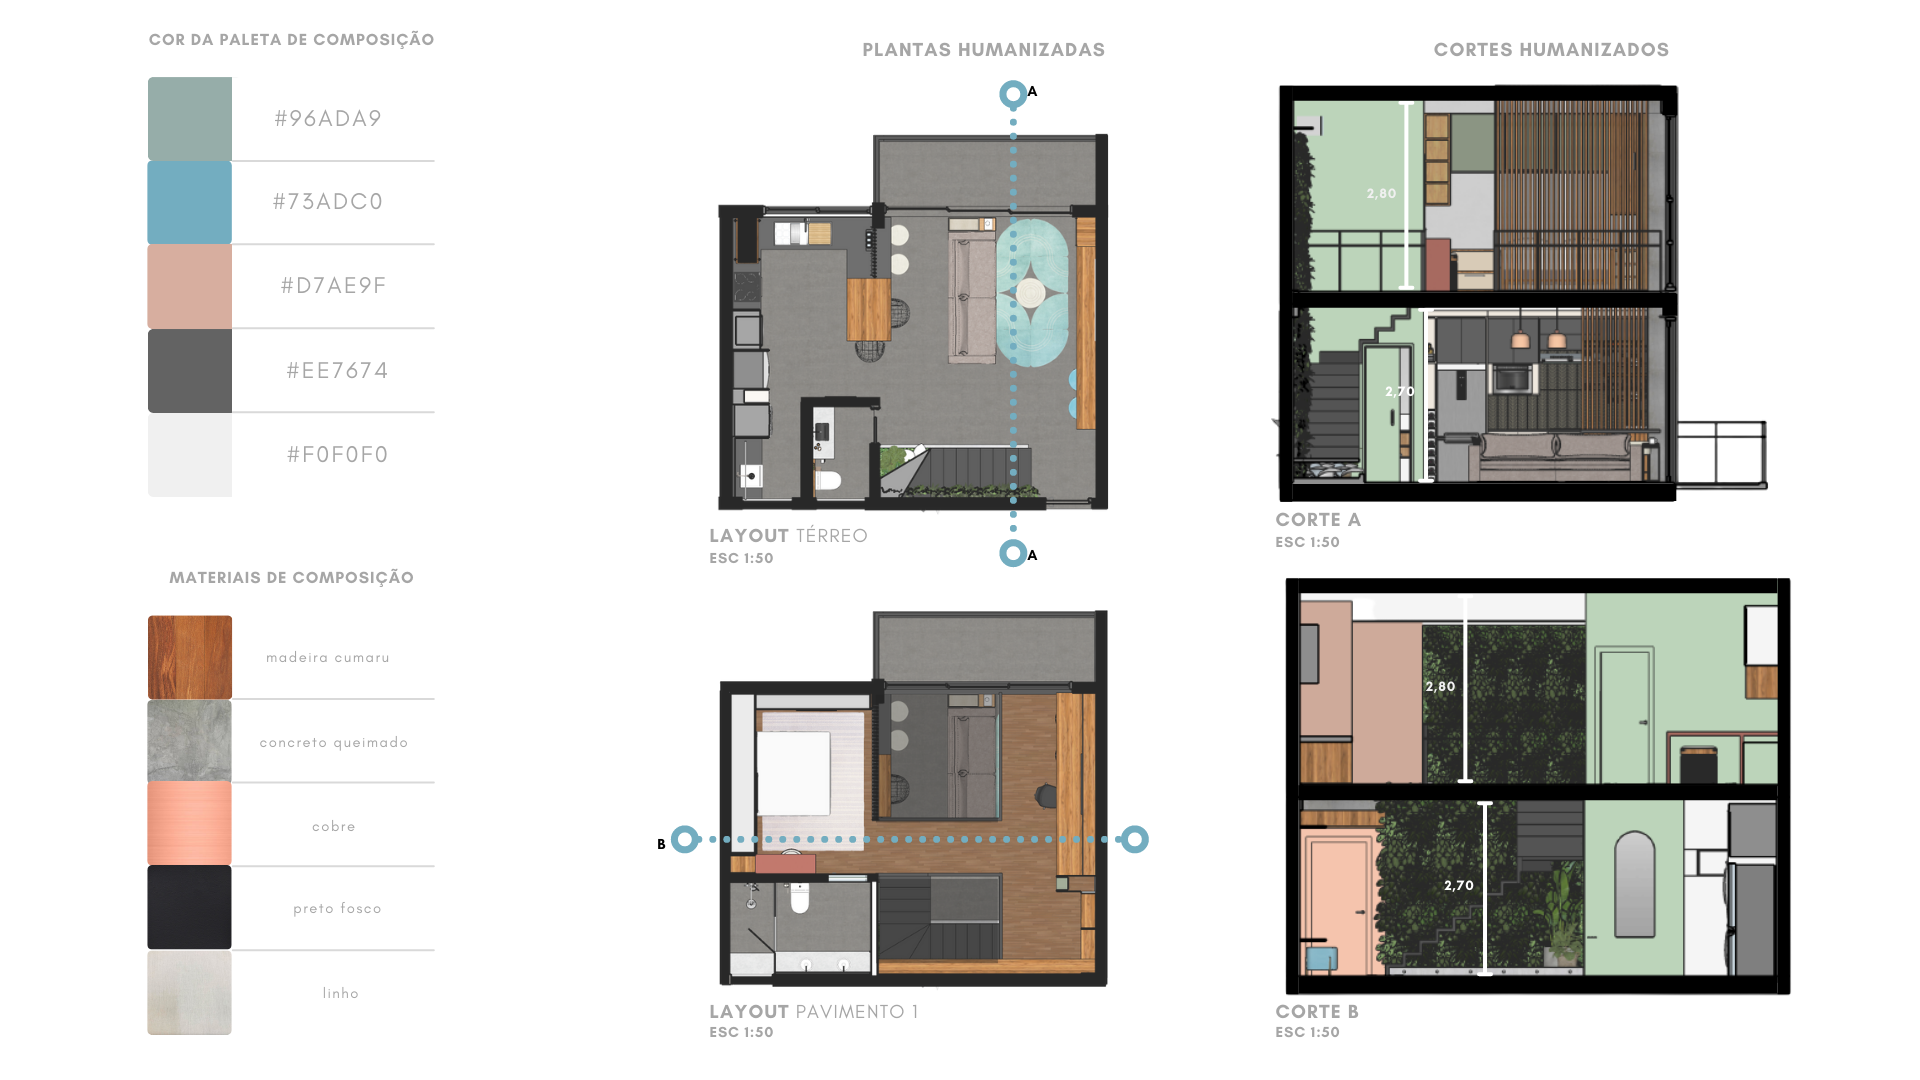 COR DA PALETA DE COMPOSIÇÃO
#96ADA9
#73ADC0
#D7AE9F
#EE7674
#F0F0F0
MATERIAIS DE COMPOSIÇÃO
madeira cumaru
concreto queimado
cobre
preto fosco
linho
PLANTAS HUMANIZADAS
A
LAYOUT TÉRREO
ESC 1:50
A
B
LAYOUT PAVIMENTO 1
ESC 1:50
CORTES HUMANIZADOS
2,80
2,70
CORTE A
ESC 1:50
2,80
2,70
CORTE B
ESC 1:50